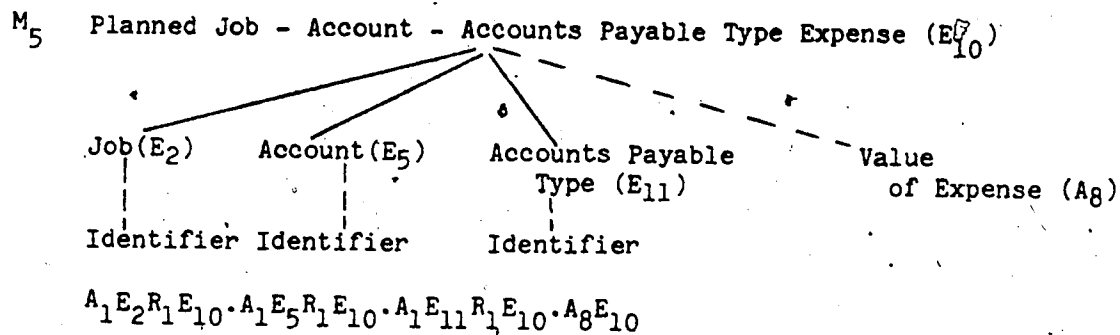 M5 Planned Job - Account - Accounts Payable Type Expense (E10)
Job(E2) Account(E5) Accounts Payable Type (E11) Value of Expense (A8)
Identifier Identifier Identifier
A1E2R1E10.A1E5R1E10.A1E11R1E10.A8E10